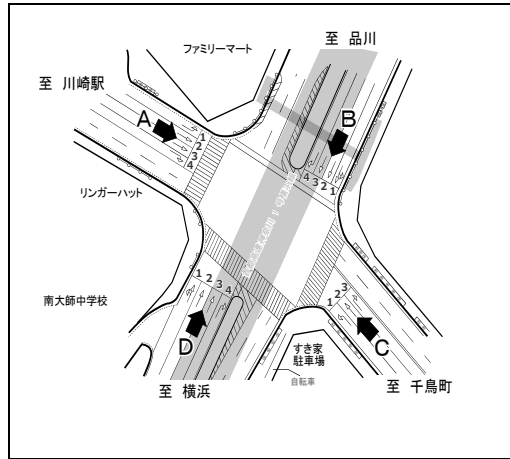 至 品川
ファミリーマート
至 川崎駅
A
1
2
3
4
B
4 3 2 1
リンガーハット
南大師中学校
1 2 3 4
D
1 2 3
C
すき家
駐車場
自転車
至 横浜
至 千鳥町